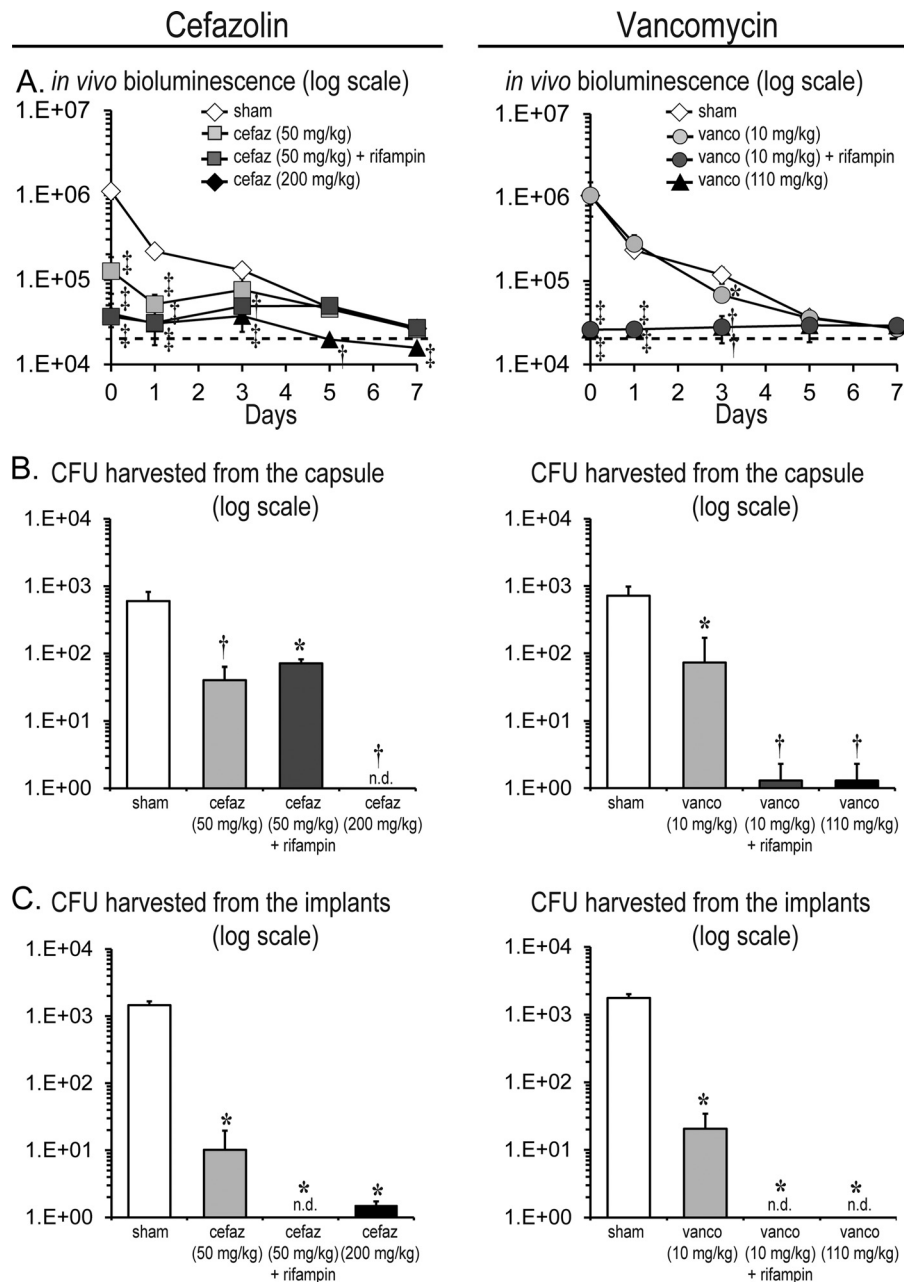 Cefazolin
Vancomycin
A. in vivo bioluminescence (log scale)
sham
cefaz (50 mg/kg)
cefaz (50 mg/kg) + rifampin
cefaz (200 mg/kg)
1.E+07
1.E+06
1.E+05
1.E+04
‡ ‡ ‡ ‡ ‡ ‡ ‡ † ‡ † ‡
0 1 2 3 4 5 6 7
Days
in vivo bioluminescence (log scale)
sham
vanco (10 mg/kg)
vanco (10 mg/kg) + rifampin
vanco (110 mg/kg)
1.E+07
1.E+06
1.E+05
1.E+04
‡ ‡ ‡ ‡ * † †
0 1 2 3 4 5 6 7
Days
B. CFU harvested from the capsule
(log scale)
1.E+04
1.E+03
1.E+02
1.E+01
1.E+00
† * †
n.d.
sham cefaz cefaz cefaz
(50 mg/kg) (50 mg/kg) (200 mg/kg)
+ rifampin
CFU harvested from the capsule
(log scale)
1.E+04
1.E+03
1.E+02
1.E+01
1.E+00
* † †
sham vanco vanco vanco
(10 mg/kg) (10 mg/kg) (110 mg/kg)
+ rifampin
C. CFU harvested from the implants
(log scale)
1.E+04
1.E+03
1.E+02
1.E+01
1.E+00
* * *
n.d.
sham cefaz cefaz cefaz
(50 mg/kg) (50 mg/kg) (200 mg/kg)
+ rifampin
CFU harvested from the implants
(log scale)
1.E+04
1.E+03
1.E+02
1.E+01
1.E+00
* * *
n.d. n.d.
sham vanco vanco vanco
(10 mg/kg) (10 mg/kg) (110 mg/kg)
+ rifampin